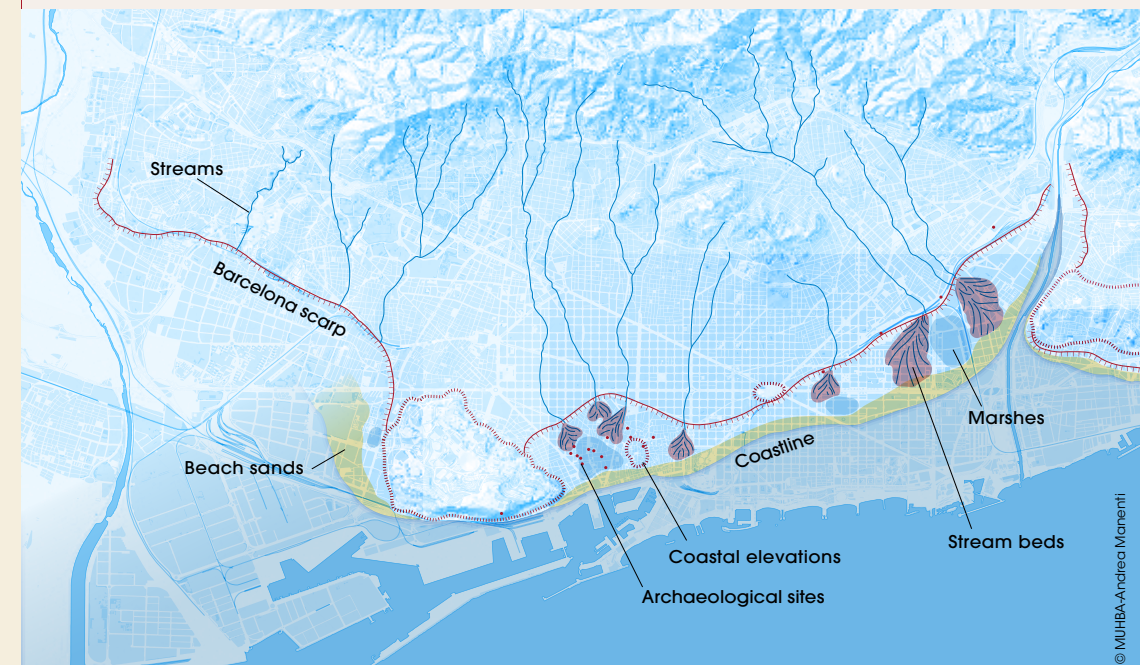 Streams
Barcelona scarp
Beach sands
Coastline
Marshes
Stream beds
Coastal elevations
Archaeological sites
© MUHBA-Andrea Manenti